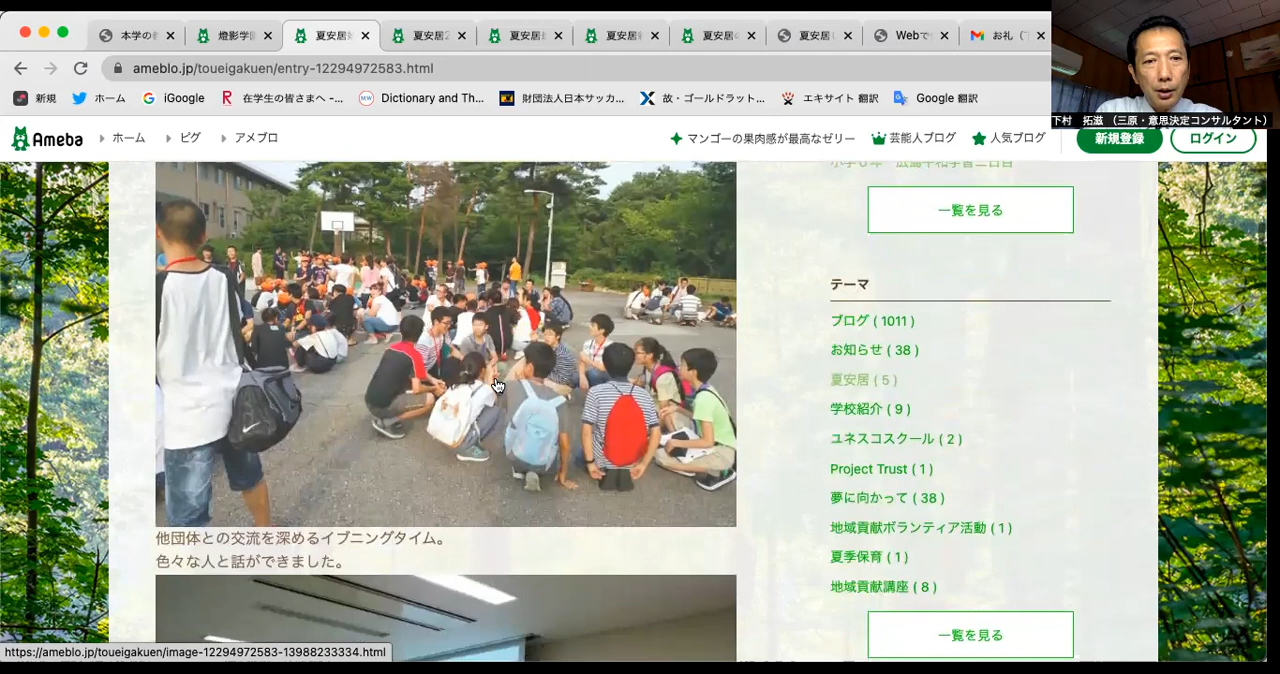 本学の
燈影学園
夏安居
夏安居2
夏安居
夏安居
夏安居
夏安居
Webで
お礼（下
ameblo.jp/toueigakuen/entry-12294972583.html
新規
ホーム
iGoogle
在学生の皆さまへ -...
Dictionary and Th...
財団法人日本サッカ...
故・ゴールドラット...
エキサイト 翻訳
Google 翻訳
下村 拓滋 （三原・意思決定コンサルタント）
Ameba
ホーム
ピグ
アメブロ
マンゴーの果肉感が最高なゼリー
芸能人ブログ
人気ブログ
新規登録
ログイン
一覧を見る
テーマ
ブログ ( 1011 )
お知らせ ( 38 )
夏安居 ( 5 )
学校紹介 ( 9 )
ユネスコスクール ( 2 )
Project Trust ( 1 )
夢に向かって ( 38 )
地域貢献ボランティア活動 ( 1 )
夏季保育 ( 1 )
地域貢献講座 ( 8 )
一覧を見る
他団体との交流を深めるイブニングタイム。
色々な人と話ができました。
https://ameblo.jp/toueigakuen/image-12294972583-13988233334.html